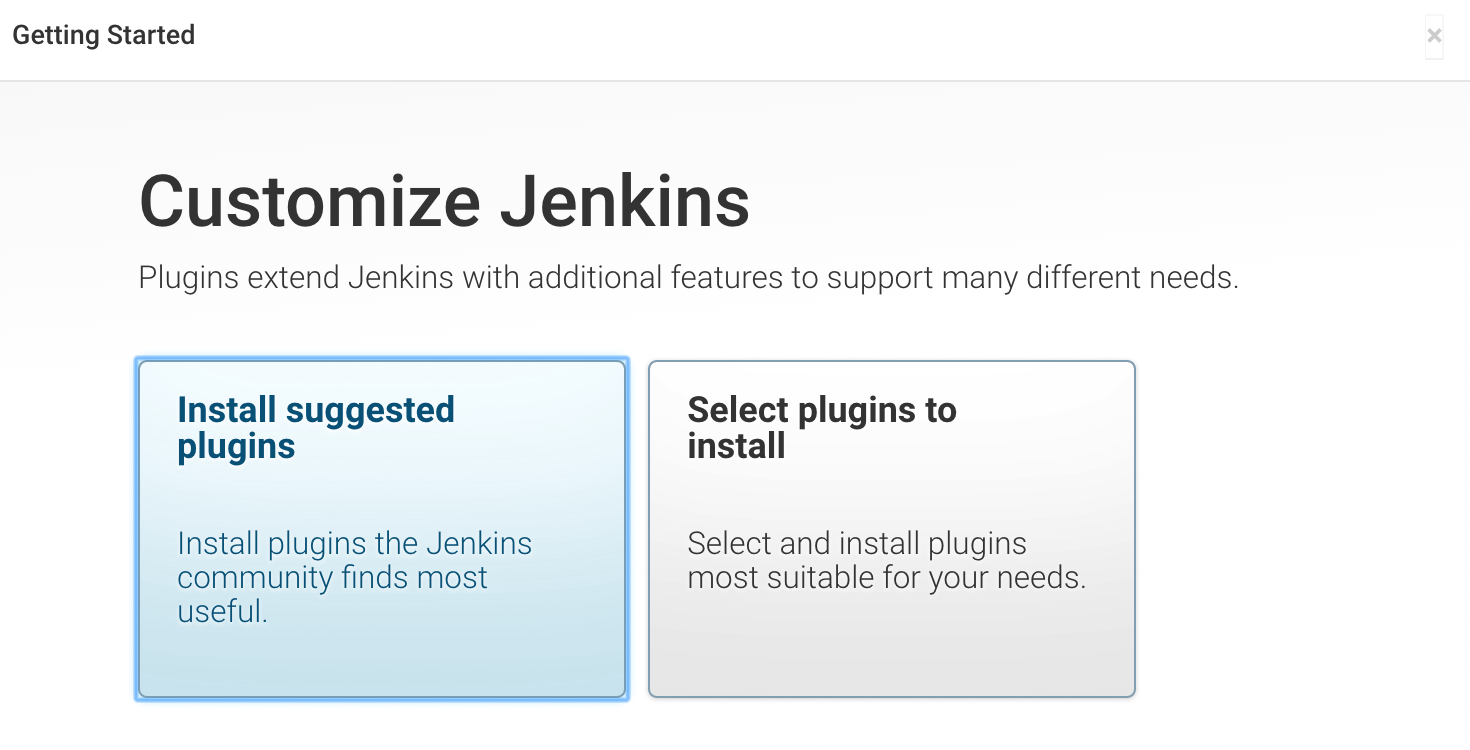 Getting Started
×
Customize Jenkins
Plugins extend Jenkins with additional features to support many different needs.
Install suggested
plugins
Install plugins the Jenkins
community finds most
useful.
Select plugins to
install
Select and install plugins
most suitable for your needs.